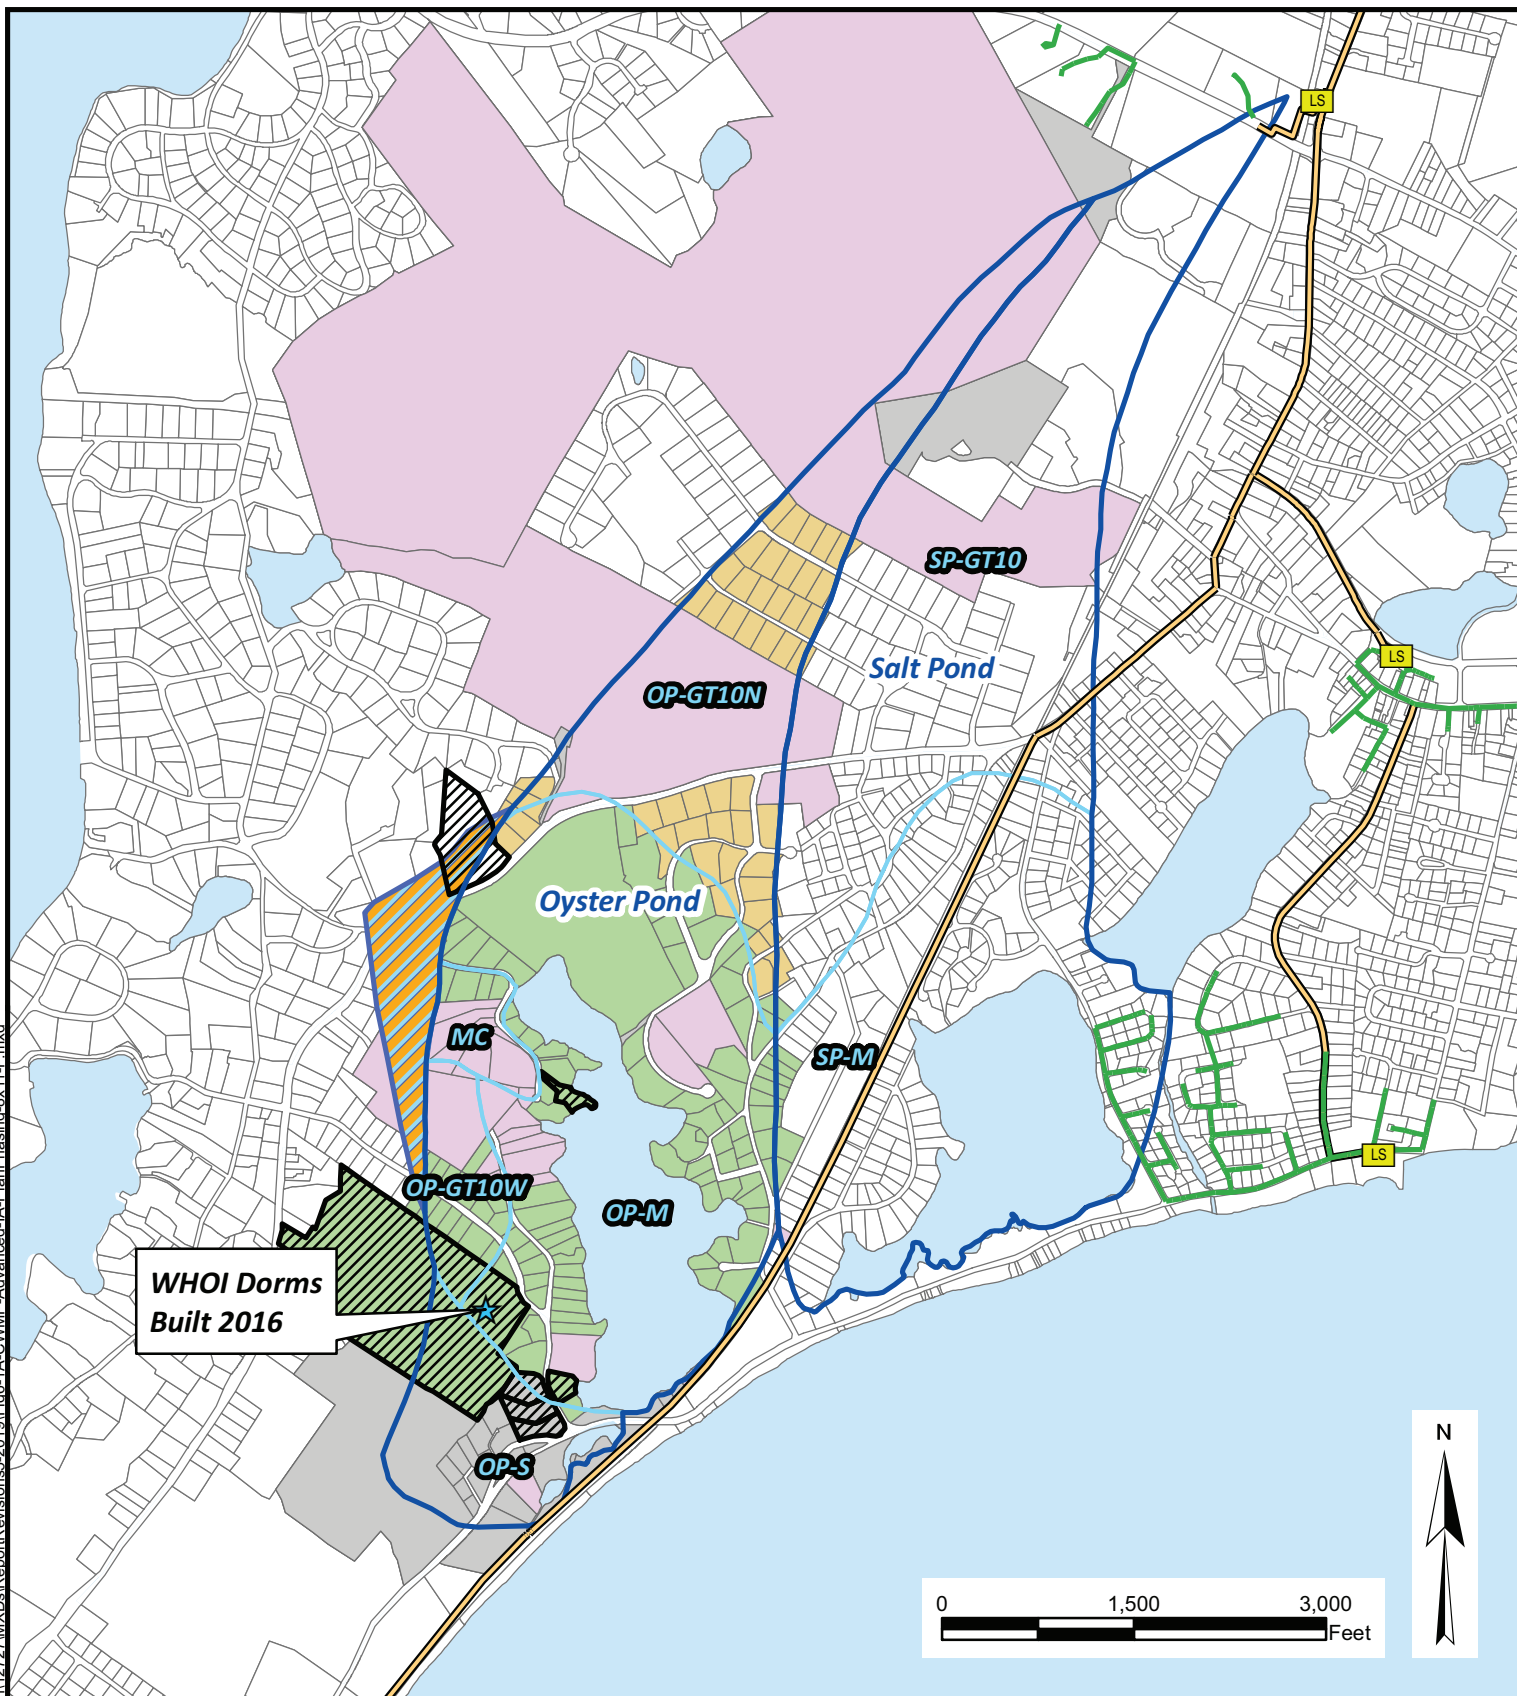 LS
SP-GT10
LS
Salt Pond
OP-GT10N
Oyster Pond
MC
SP-M
LS
OP-GT10W
OP-M
WHOI Dorms
Built 2016
OP-S
N
0 1,500 3,000
Feet